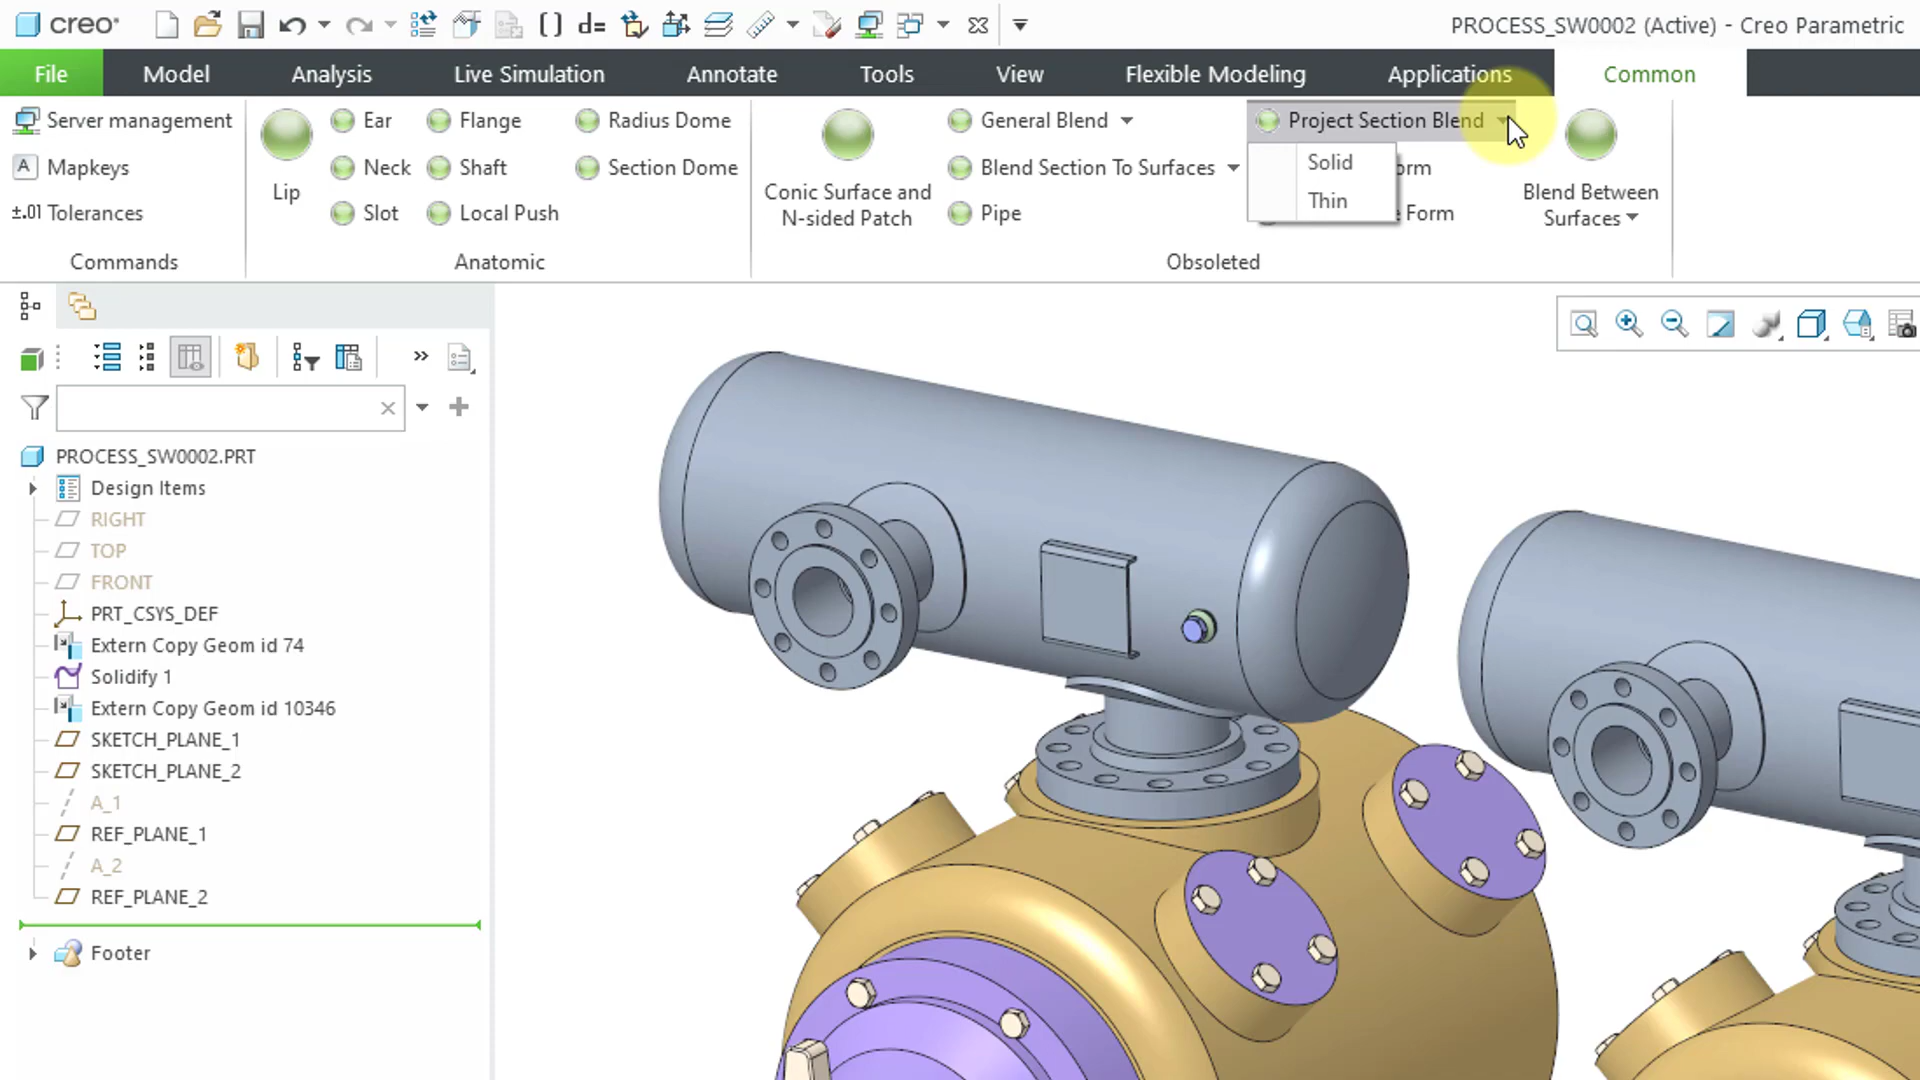 creo°
d=
PROCESS_SW0002 (Active) - Creo Parametric
File
Model
Analysis
Live Simulation
Annotate
Tools
View
Flexible Modeling
Applications
Common
Server management
Mapkeys
±.01 Tolerances
Commands
Lip
Ear
Neck
Slot
Flange
Shaft
Local Push
Radius Dome
Section Dome
Anatomic
Conic Surface and
N-sided Patch
General Blend
Blend Section To Surfaces
Pipe
Project Section Blend
Solid
Thin
Form
Blend Between
Surfaces
Obsoleted
PROCESS_SW0002.PRT
Design Items
RIGHT
TOP
FRONT
PRT_CSYS_DEF
Extern Copy Geom id 74
Solidify 1
Extern Copy Geom id 10346
SKETCH_PLANE_1
SKETCH_PLANE_2
A_1
REF_PLANE_1
A_2
REF_PLANE_2
Footer